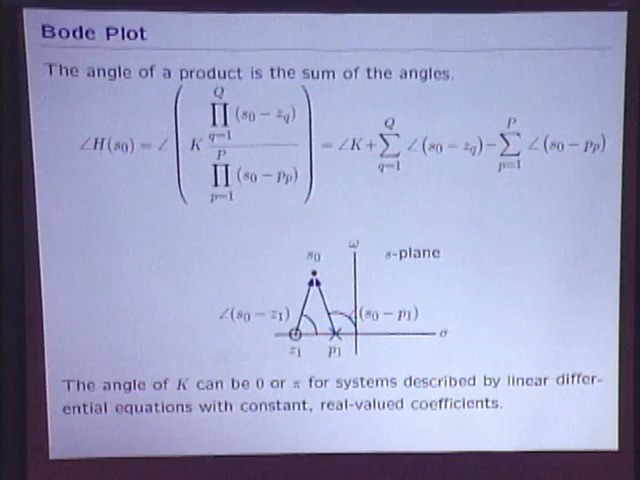 Bode Plot
The angle of a product is the sum of the angles.
∠H(s₀) = ∠ ( K ∏_{q=1}^{Q} (s₀ − z_q) / ∏_{p=1}^{P} (s₀ − p_p) ) = ∠K + ∑_{q=1}^{Q} ∠(s₀ − z_q) − ∑_{p=1}^{P} ∠(s₀ − p_p)
ω
s₀ s-plane
∠(s₀ − z₁) ∠(s₀ − p₁)
σ
z₁ p₁
The angle of K can be 0 or π for systems described by linear differ-
ential equations with constant, real-valued coefficients.